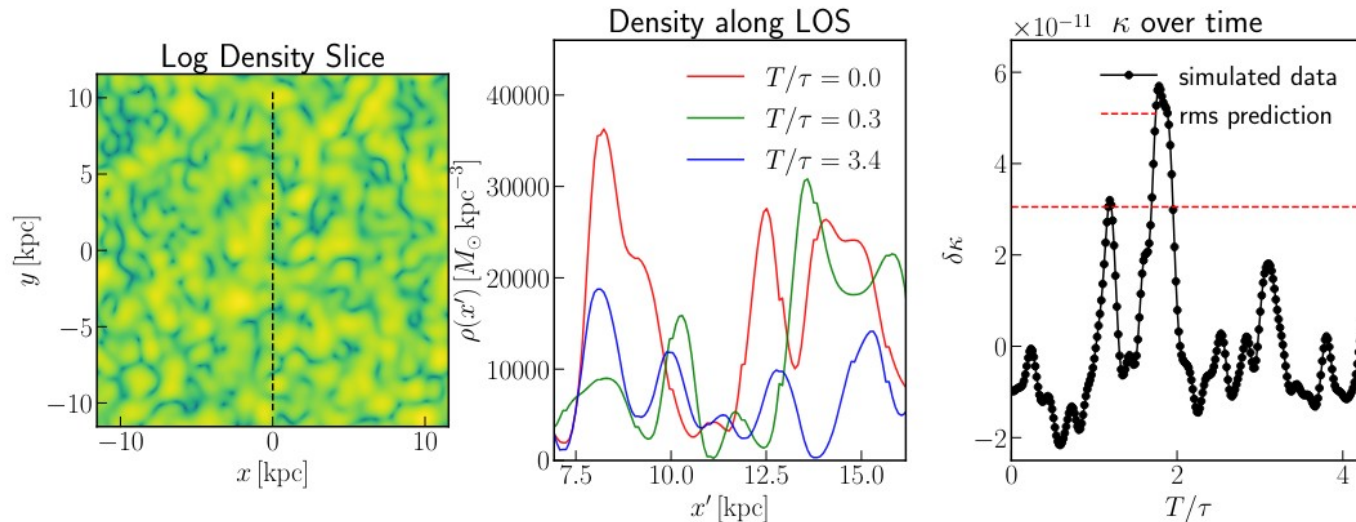 Log Density Slice
10
5
0
−5
−10
y [kpc]
−10
0
10
x [kpc]
Density along LOS
T/τ = 0.0
T/τ = 0.3
T/τ = 3.4
40000
30000
20000
10000
0
ρ(x′) [M⊙ kpc⁻³]
7.5
10.0
12.5
15.0
x′ [kpc]
×10⁻¹¹
κ over time
simulated data
rms prediction
6
4
2
0
−2
δκ
0
2
4
T/τ